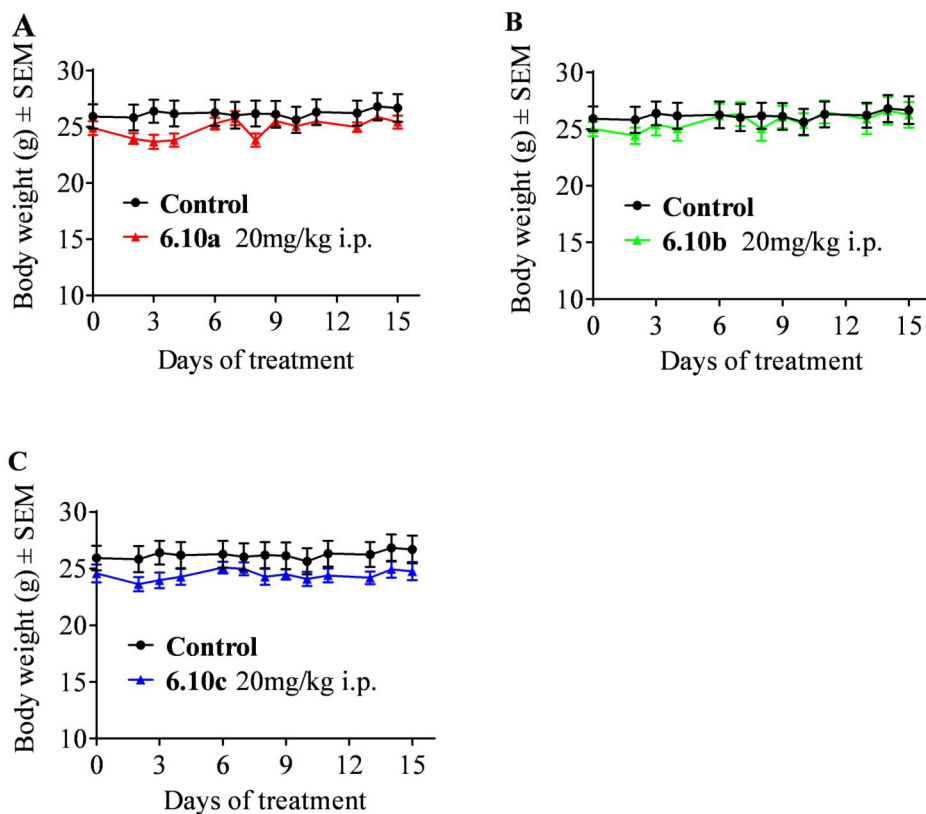 A
Body weight (g) ± SEM
30
25
20
15
10
Control
6.10a 20mg/kg i.p.
0 3 6 9 12 15
Days of treatment
B
Body weight (g) ± SEM
30
25
20
15
10
Control
6.10b 20mg/kg i.p.
0 3 6 9 12 15
Days of treatment
C
Body weight (g) ± SEM
30
25
20
15
10
Control
6.10c 20mg/kg i.p.
0 3 6 9 12 15
Days of treatment